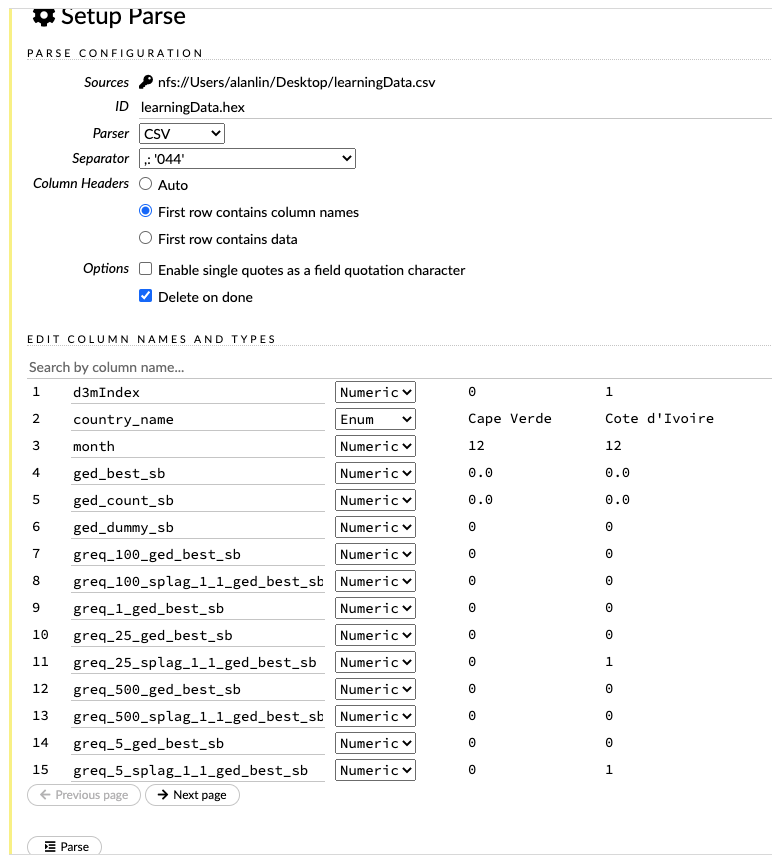 Setup Parse
PARSE CONFIGURATION
Sources nfs://Users/alanlin/Desktop/learningData.csv
ID learningData.hex
Parser CSV
Separator ,: '044'
Column Headers Auto
First row contains column names
First row contains data
Options Enable single quotes as a field quotation character
Delete on done
EDIT COLUMN NAMES AND TYPES
Search by column name...
1 d3mIndex Numeric 0 1
2 country_name Enum Cape Verde Cote d'Ivoire
3 month Numeric 12 12
4 ged_best_sb Numeric 0.0 0.0
5 ged_count_sb Numeric 0.0 0.0
6 ged_dummy_sb Numeric 0 0
7 greq_100_ged_best_sb Numeric 0 0
8 greq_100_splag_1_1_ged_best_sb Numeric 0 0
9 greq_1_ged_best_sb Numeric 0 0
10 greq_25_ged_best_sb Numeric 0 0
11 greq_25_splag_1_1_ged_best_sb Numeric 0 1
12 greq_500_ged_best_sb Numeric 0 0
13 greq_500_splag_1_1_ged_best_sb Numeric 0 0
14 greq_5_ged_best_sb Numeric 0 0
15 greq_5_splag_1_1_ged_best_sb Numeric 0 1
Previous page Next page
Parse